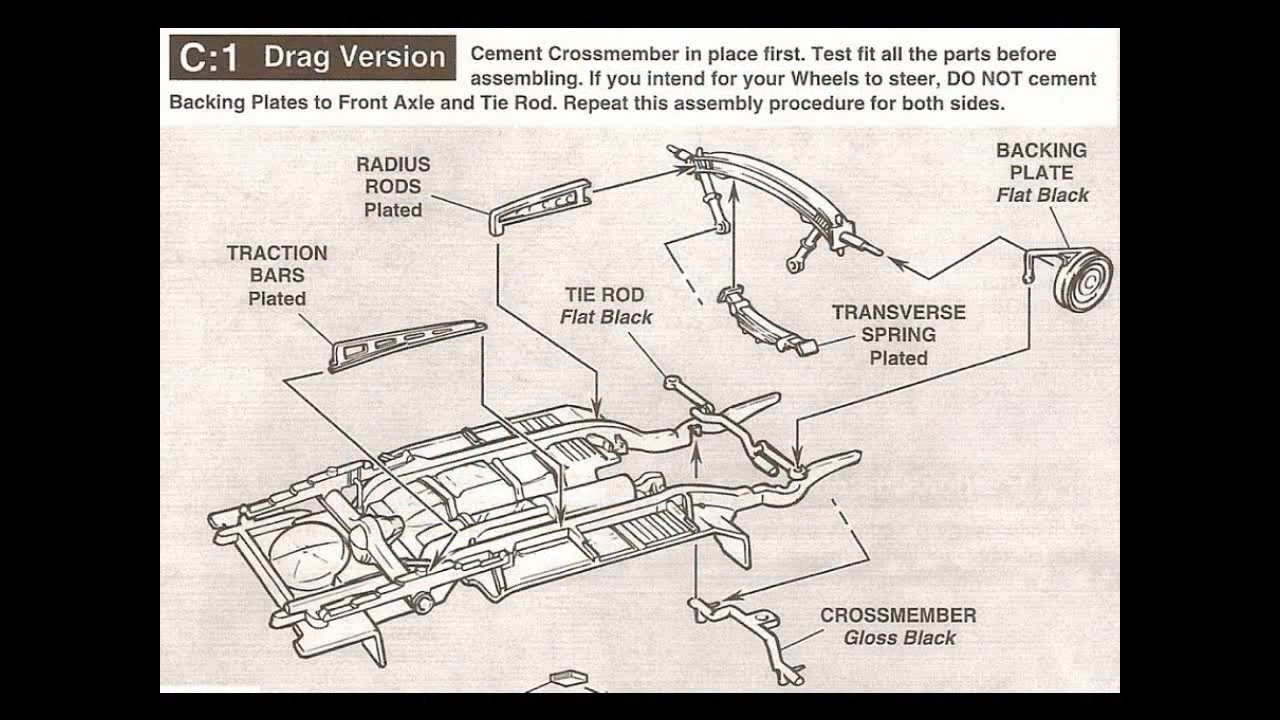 C:1 Drag Version
Cement Crossmember in place first. Test fit all the parts before
assembling. If you intend for your Wheels to steer, DO NOT cement
Backing Plates to Front Axle and Tie Rod. Repeat this assembly procedure for both sides.
RADIUS
RODS
Plated
BACKING
PLATE
Flat Black
TRACTION
BARS
Plated
TIE ROD
Flat Black
TRANSVERSE
SPRING
Plated
CROSSMEMBER
Gloss Black